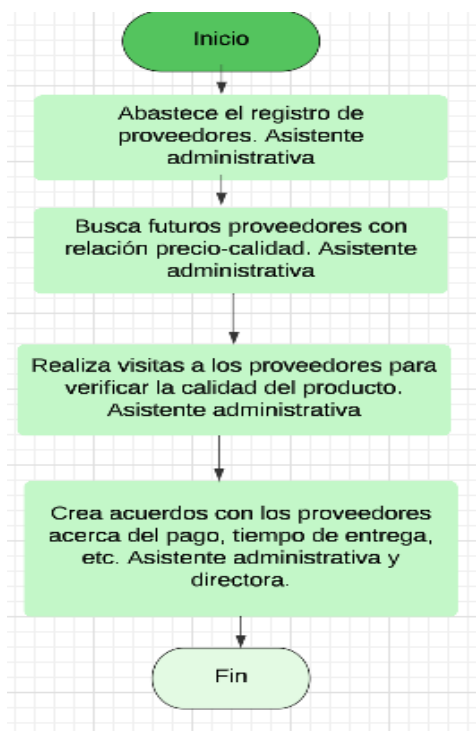 Inicio
Abastece el registro de
proveedores. Asistente
administrativa
Busca futuros proveedores con
relación precio-calidad. Asistente
administrativa
Realiza visitas a los proveedores para
verificar la calidad del producto.
Asistente administrativa
Crea acuerdos con los proveedores
acerca del pago, tiempo de entrega,
etc. Asistente administrativa y
directora.
Fin